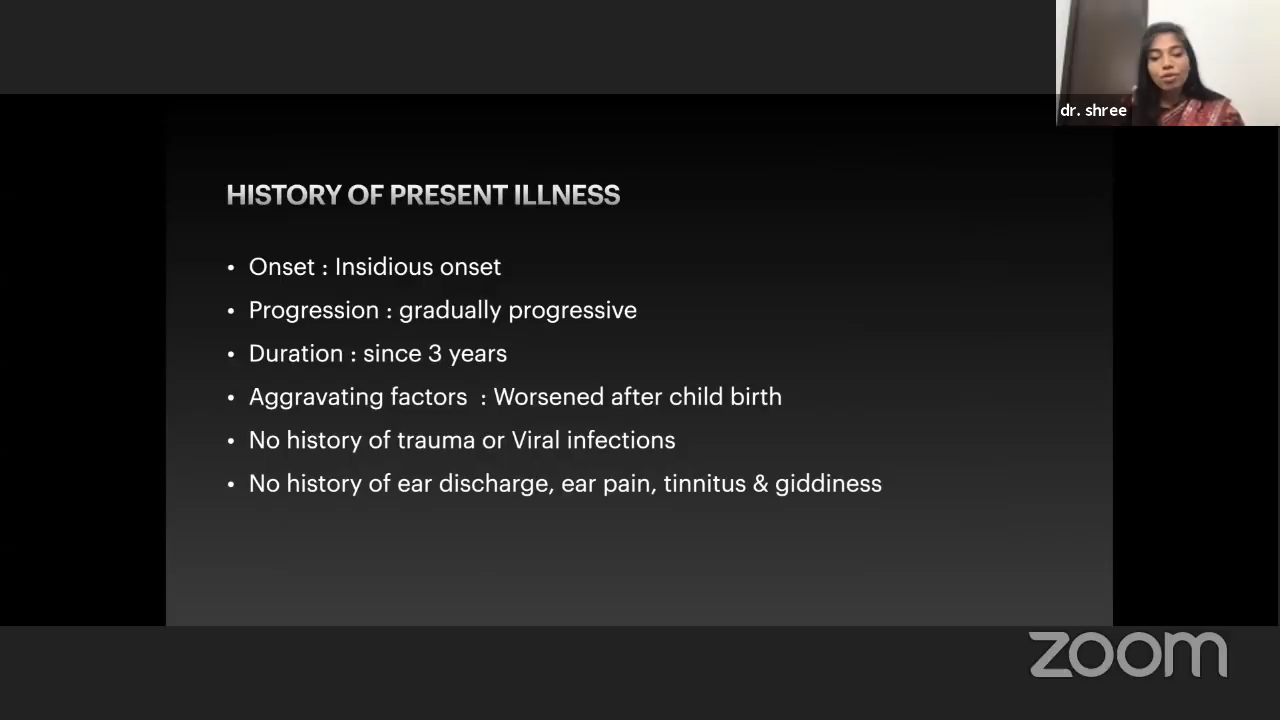 dr. shree
HISTORY OF PRESENT ILLNESS
• Onset : Insidious onset
• Progression : gradually progressive
• Duration : since 3 years
• Aggravating factors : Worsened after child birth
• No history of trauma or Viral infections
• No history of ear discharge, ear pain, tinnitus & giddiness
zoom